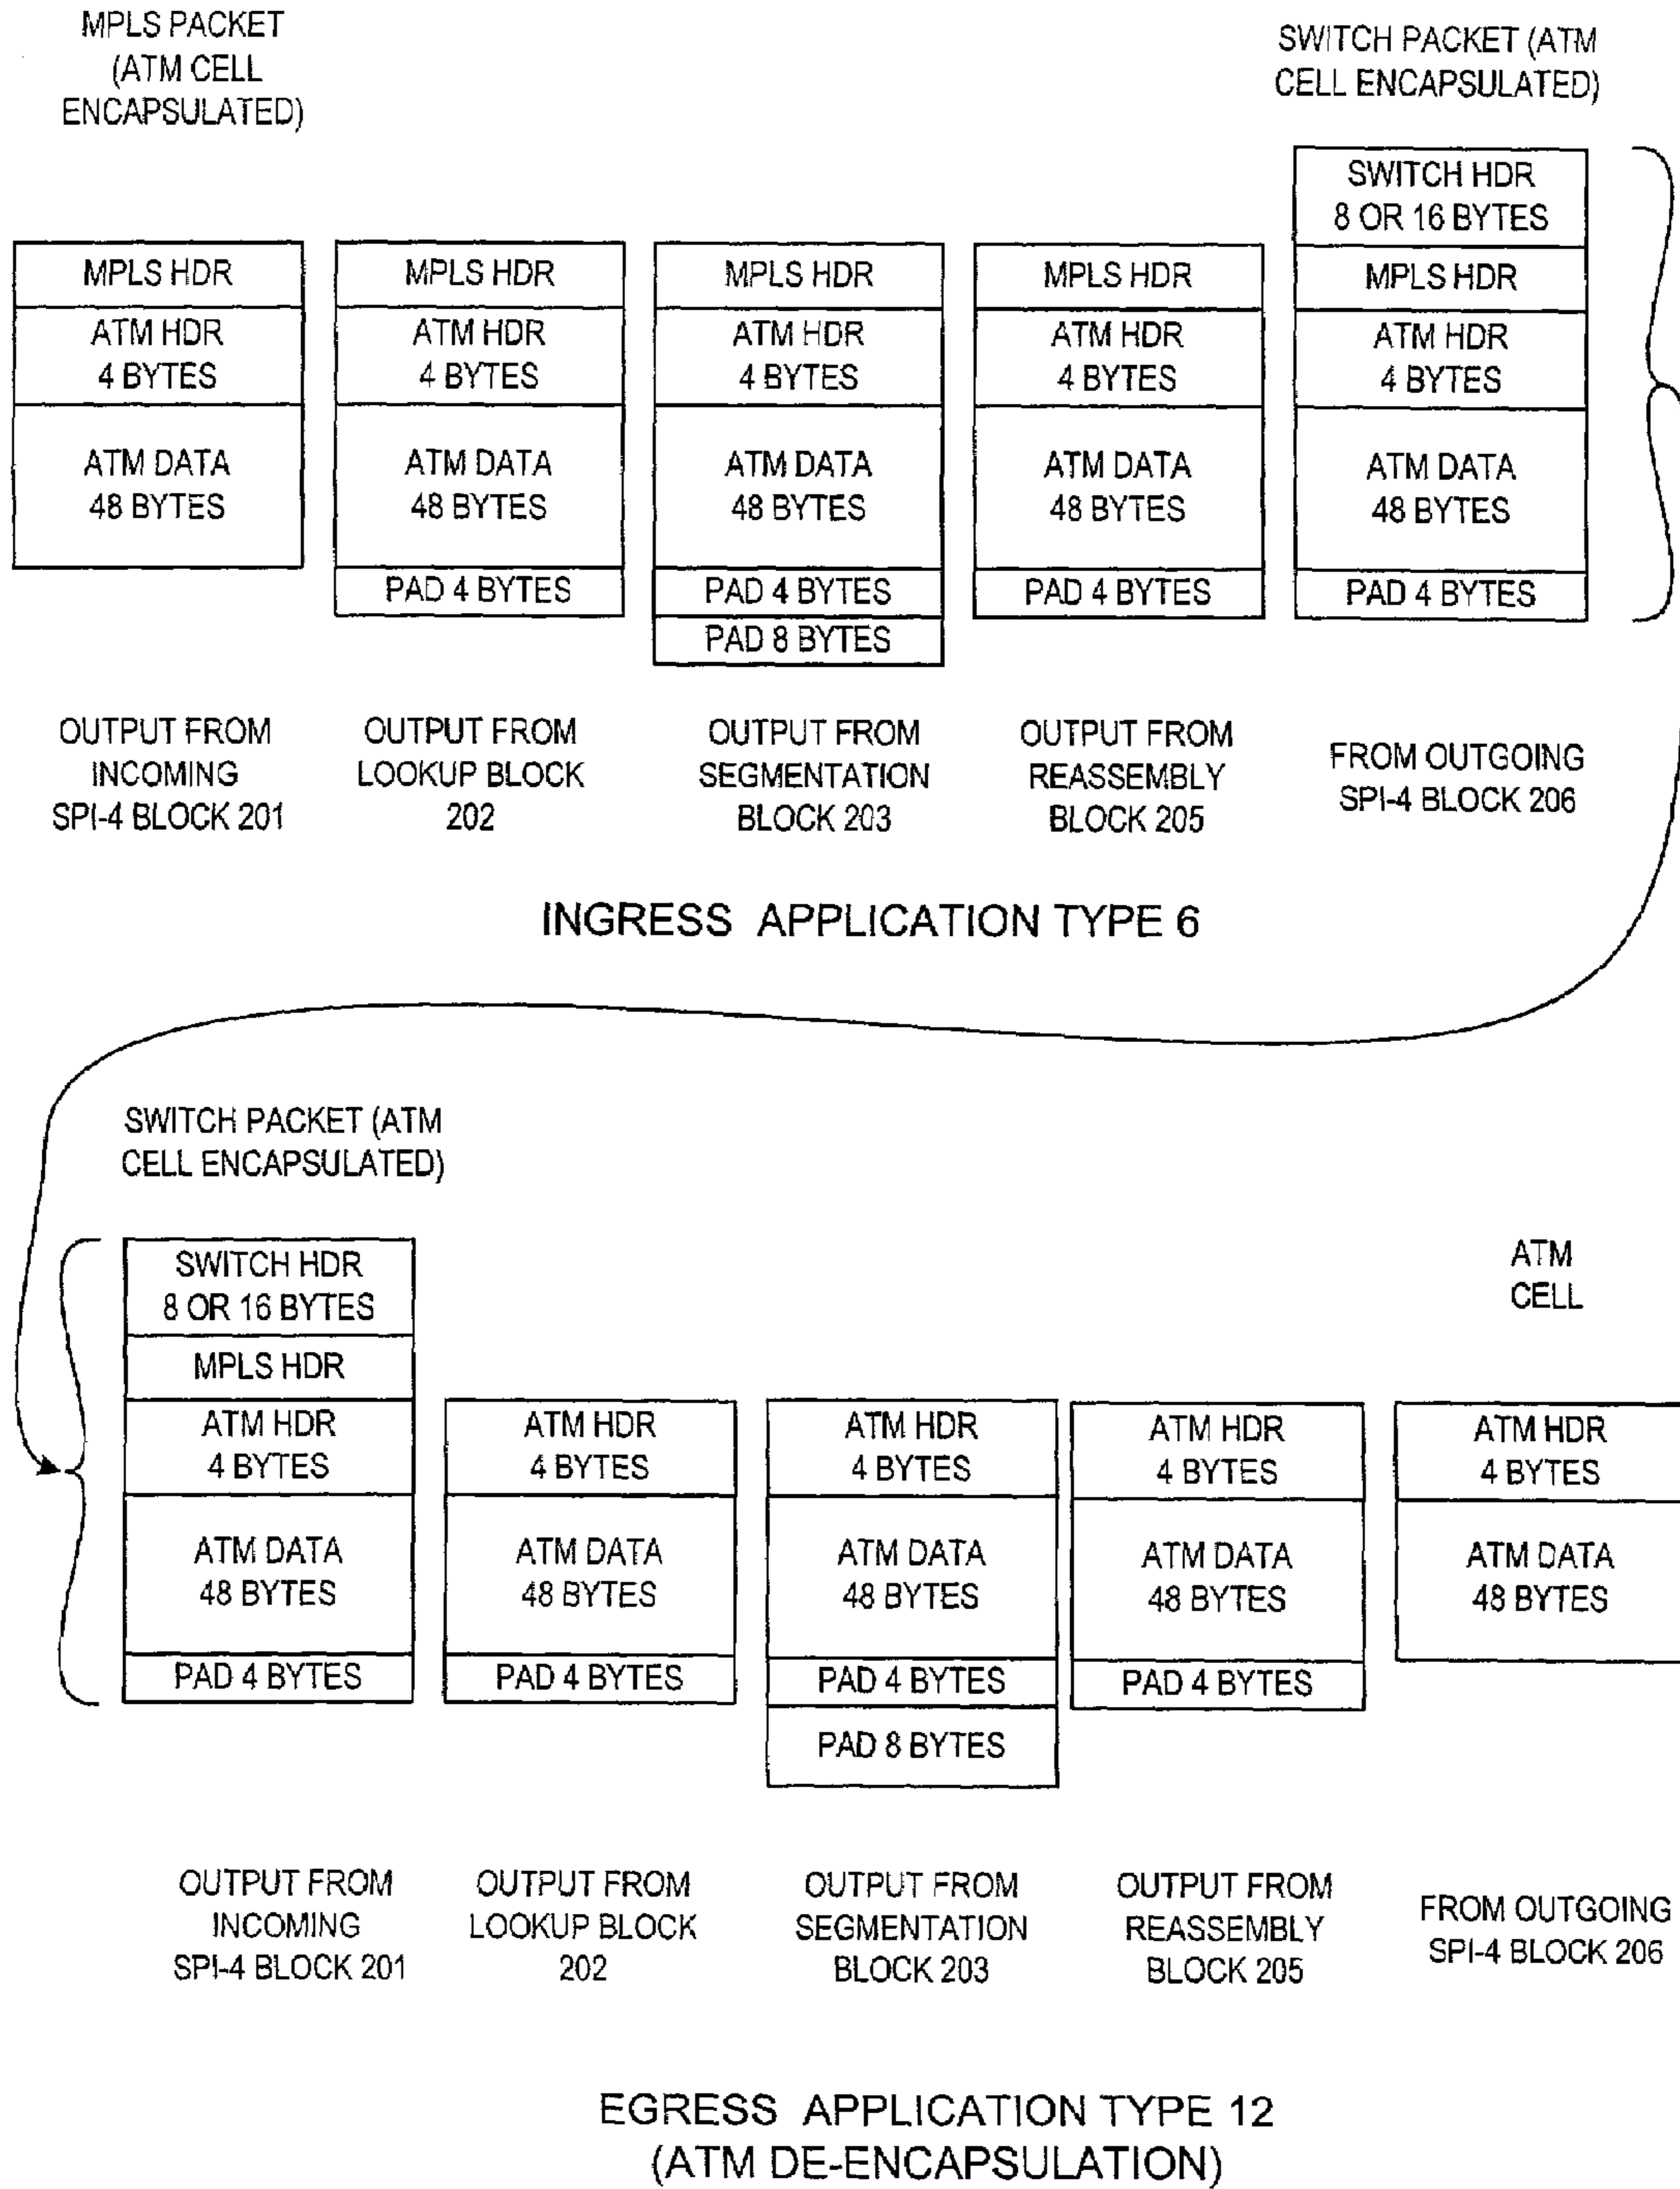 MPLS PACKET
(ATM CELL
ENCAPSULATED)
SWITCH PACKET (ATM
CELL ENCAPSULATED)
MPLS HDR
ATM HDR
4 BYTES
ATM DATA
48 BYTES
MPLS HDR
ATM HDR
4 BYTES
ATM DATA
48 BYTES
PAD 4 BYTES
MPLS HDR
ATM HDR
4 BYTES
ATM DATA
48 BYTES
PAD 4 BYTES
PAD 8 BYTES
MPLS HDR
ATM HDR
4 BYTES
ATM DATA
48 BYTES
PAD 4 BYTES
SWITCH HDR
8 OR 16 BYTES
MPLS HDR
ATM HDR
4 BYTES
ATM DATA
48 BYTES
PAD 4 BYTES
OUTPUT FROM
INCOMING
SPI-4 BLOCK 201
OUTPUT FROM
LOOKUP BLOCK
202
OUTPUT FROM
SEGMENTATION
BLOCK 203
OUTPUT FROM
REASSEMBLY
BLOCK 205
FROM OUTGOING
SPI-4 BLOCK 206
INGRESS APPLICATION TYPE 6
SWITCH PACKET (ATM
CELL ENCAPSULATED)
ATM
CELL
SWITCH HDR
8 OR 16 BYTES
MPLS HDR
ATM HDR
4 BYTES
ATM DATA
48 BYTES
PAD 4 BYTES
ATM HDR
4 BYTES
ATM DATA
48 BYTES
PAD 4 BYTES
ATM HDR
4 BYTES
ATM DATA
48 BYTES
PAD 4 BYTES
PAD 8 BYTES
ATM HDR
4 BYTES
ATM DATA
48 BYTES
PAD 4 BYTES
ATM HDR
4 BYTES
ATM DATA
48 BYTES
OUTPUT FROM
INCOMING
SPI-4 BLOCK 201
OUTPUT FROM
LOOKUP BLOCK
202
OUTPUT FROM
SEGMENTATION
BLOCK 203
OUTPUT FROM
REASSEMBLY
BLOCK 205
FROM OUTGOING
SPI-4 BLOCK 206
EGRESS APPLICATION TYPE 12
(ATM DE-ENCAPSULATION)